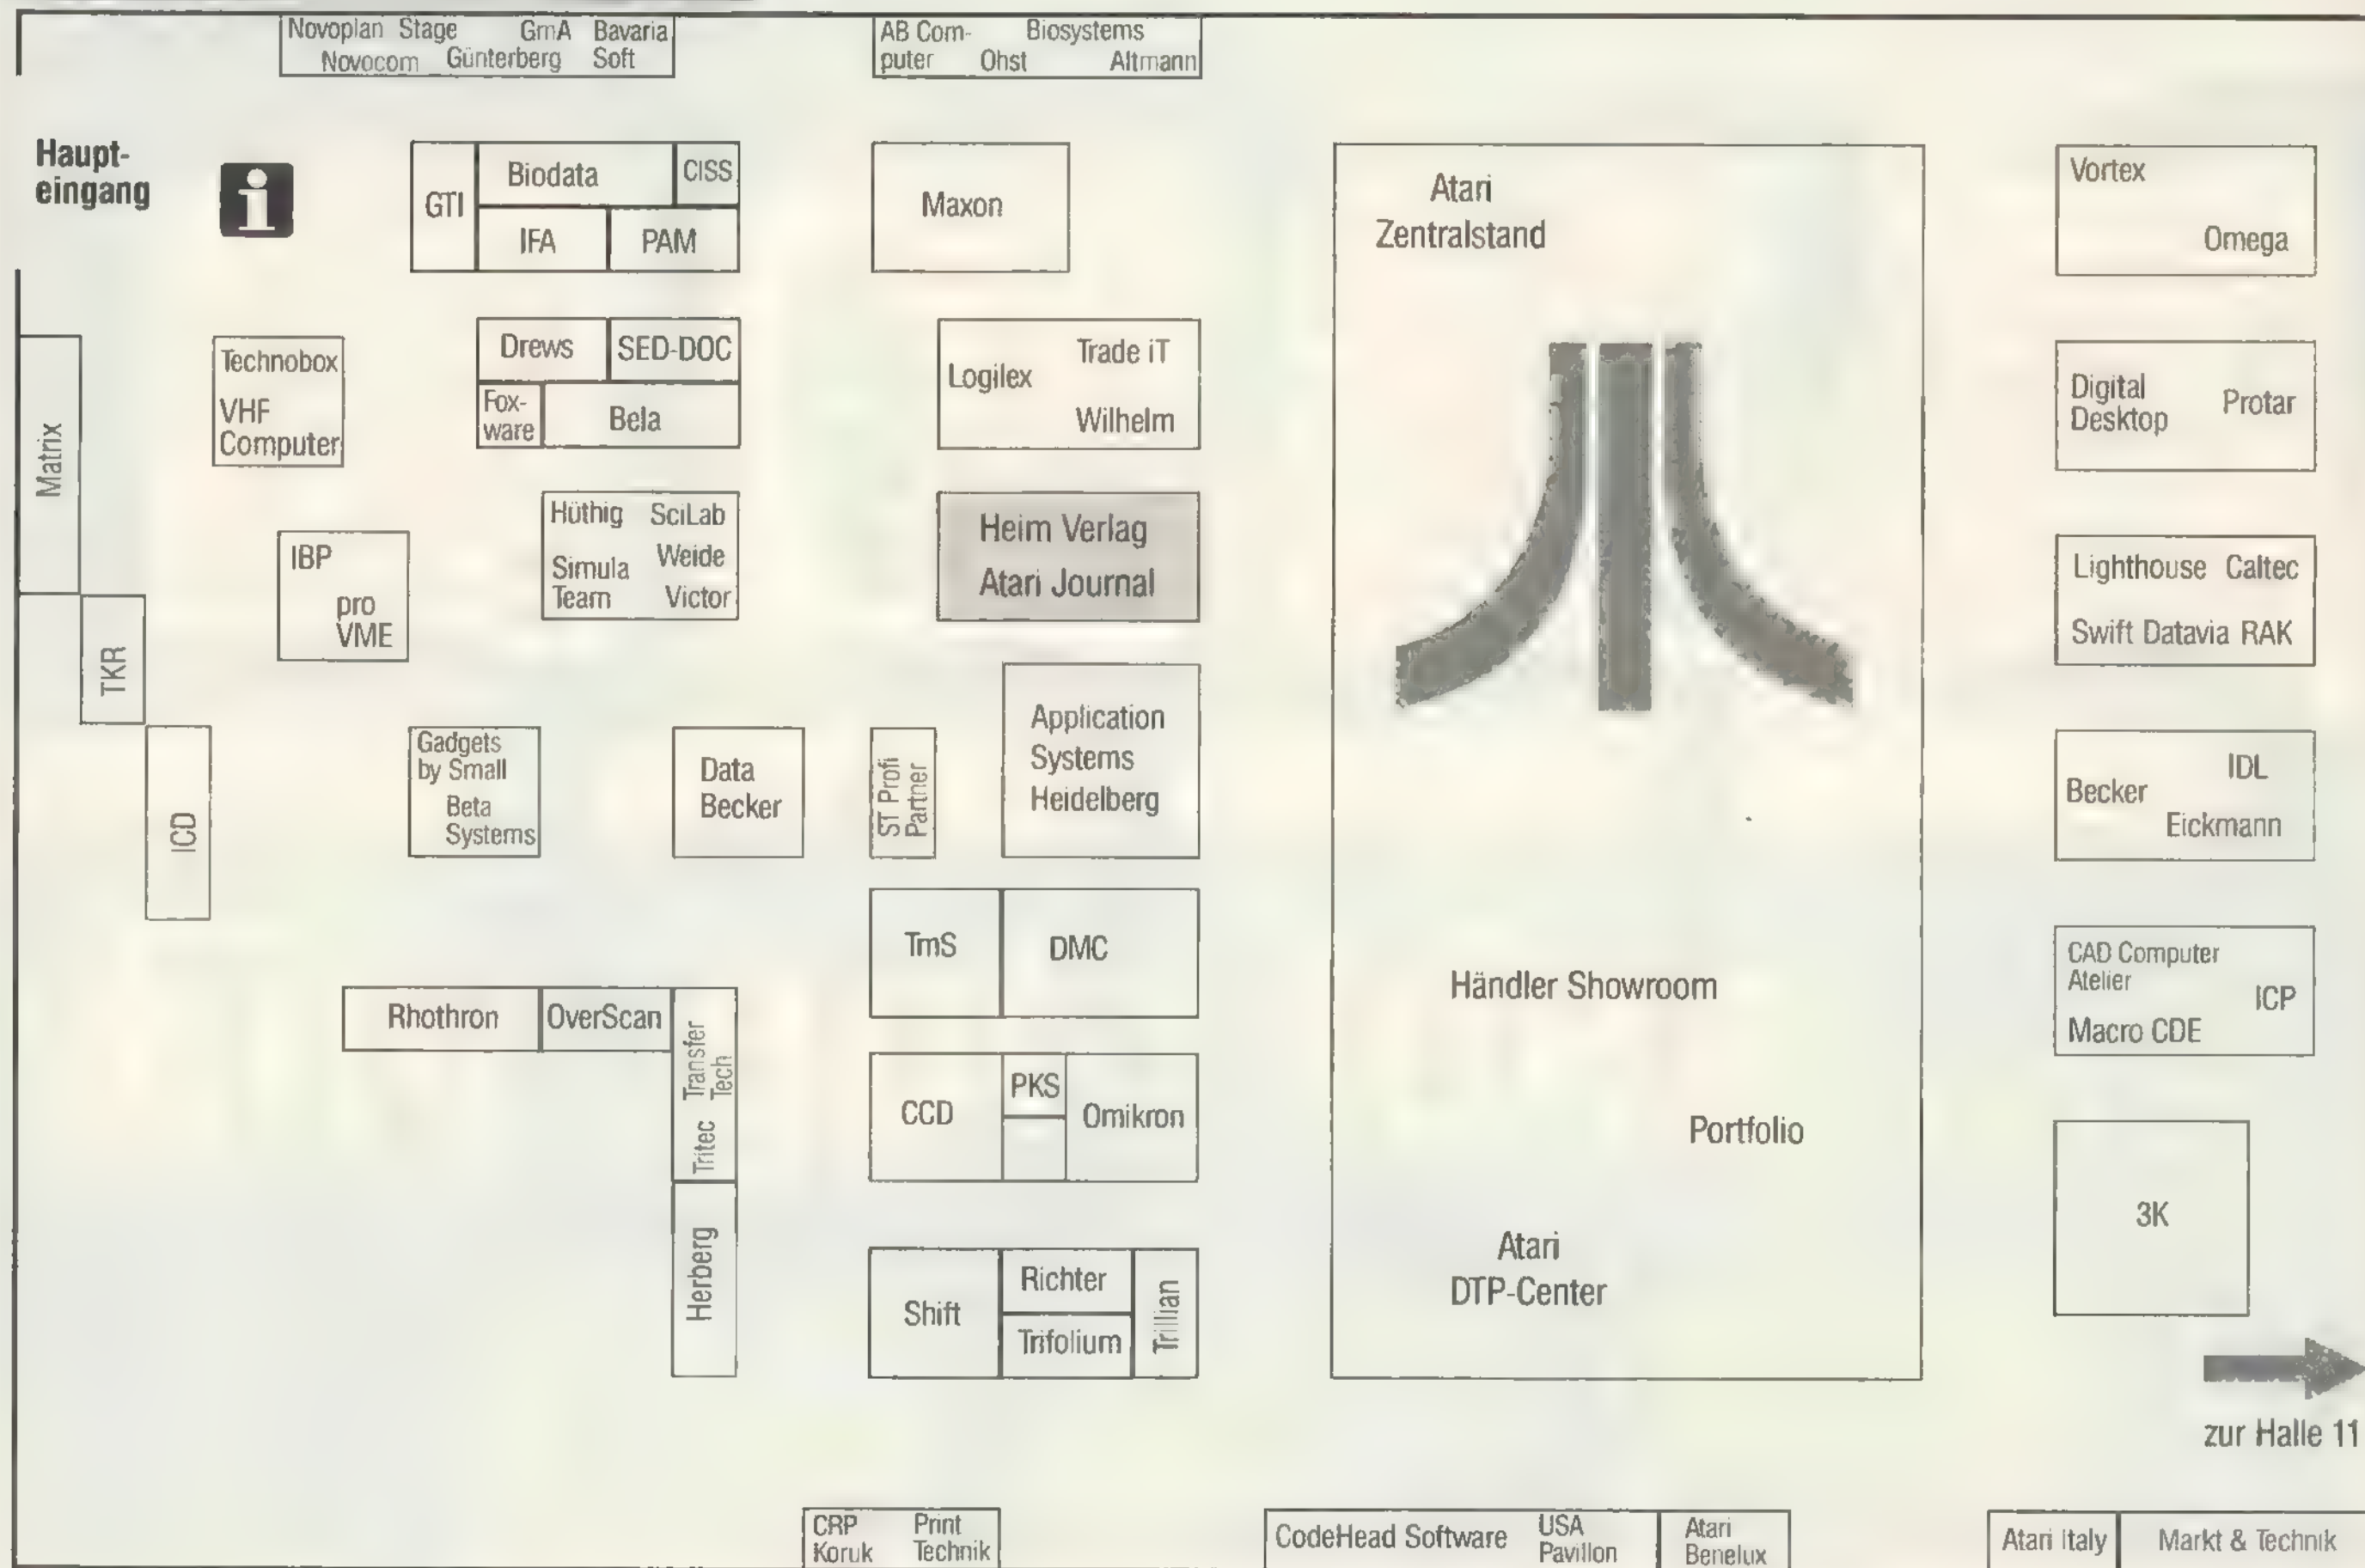 Novoplan Stage GmA Bavaria
Novocom Günterberg Soft
AB Com- Biosystems
puter Ohst Altmann
Haupt-
eingang
i
GTI
Biodata
CISS
IFA
PAM
Maxon
Atari
Zentralstand
Vortex
Omega
Matrix
Technobox
VHF
Computer
Drews
SED-DOC
Fox-
ware
Bela
Logilex
Trade iT
Wilhelm
Digital
Desktop
Protar
IBP
pro
VME
Hüthig SciLab
Simula
Team
Weide
Victor
Heim Verlag
Atari Journal
Lighthouse Caltec
Swift Datavia RAK
TKR
ICD
Gadgets
by Small
Beta
Systems
Data
Becker
ST Profi
Partner
Application
Systems
Heidelberg
Becker
IDL
Eickmann
TmS
DMC
Händler Showroom
CAD Computer
Atelier
ICP
Macro CDE
Rhothron
OverScan
Transfer
Tech
Tritec
CCD
PKS
Omikron
Portfolio
3K
Herberg
Shift
Richter
Trifolium
Trillian
Atari
DTP-Center
zur Halle 11
CRP Print
Koruk Technik
CodeHead Software
USA
Pavillon
Atari
Benelux
Atari Italy
Markt & Technik